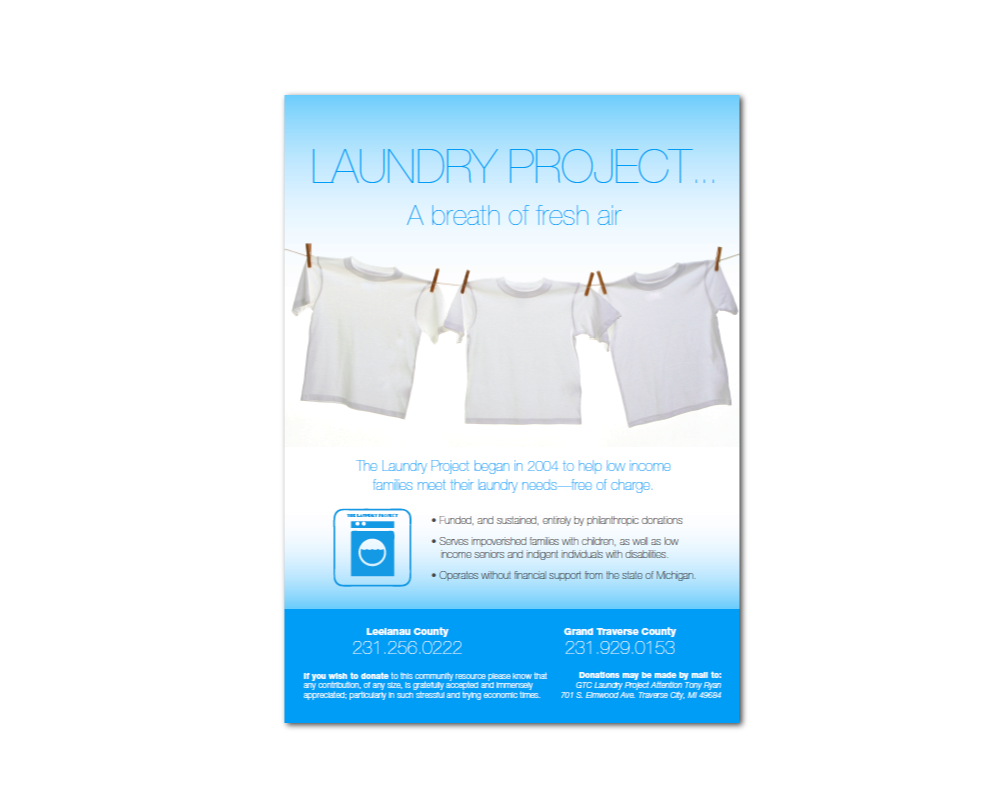 LAUNDRY PROJECT...
A breath of fresh air
The Laundry Project began in 2004 to help low income
families meet their laundry needs—free of charge.
THE LAUNDRY PROJECT
• Funded, and sustained, entirely by philanthropic donations
• Serves impoverished families with children, as well as low
income seniors and indigent individuals with disabilities.
• Operates without financial support from the state of Michigan.
Leelanau County
231.256.0222
Grand Traverse County
231.929.0153
If you wish to donate to this community resource please know that
any contribution, of any size, is gratefully accepted and immensely
appreciated; particularly in such stressful and trying economic times.
Donations may be made by mail to:
GTC Laundry Project Attention Tony Ryan
701 S. Elmwood Ave. Traverse City, MI 49684